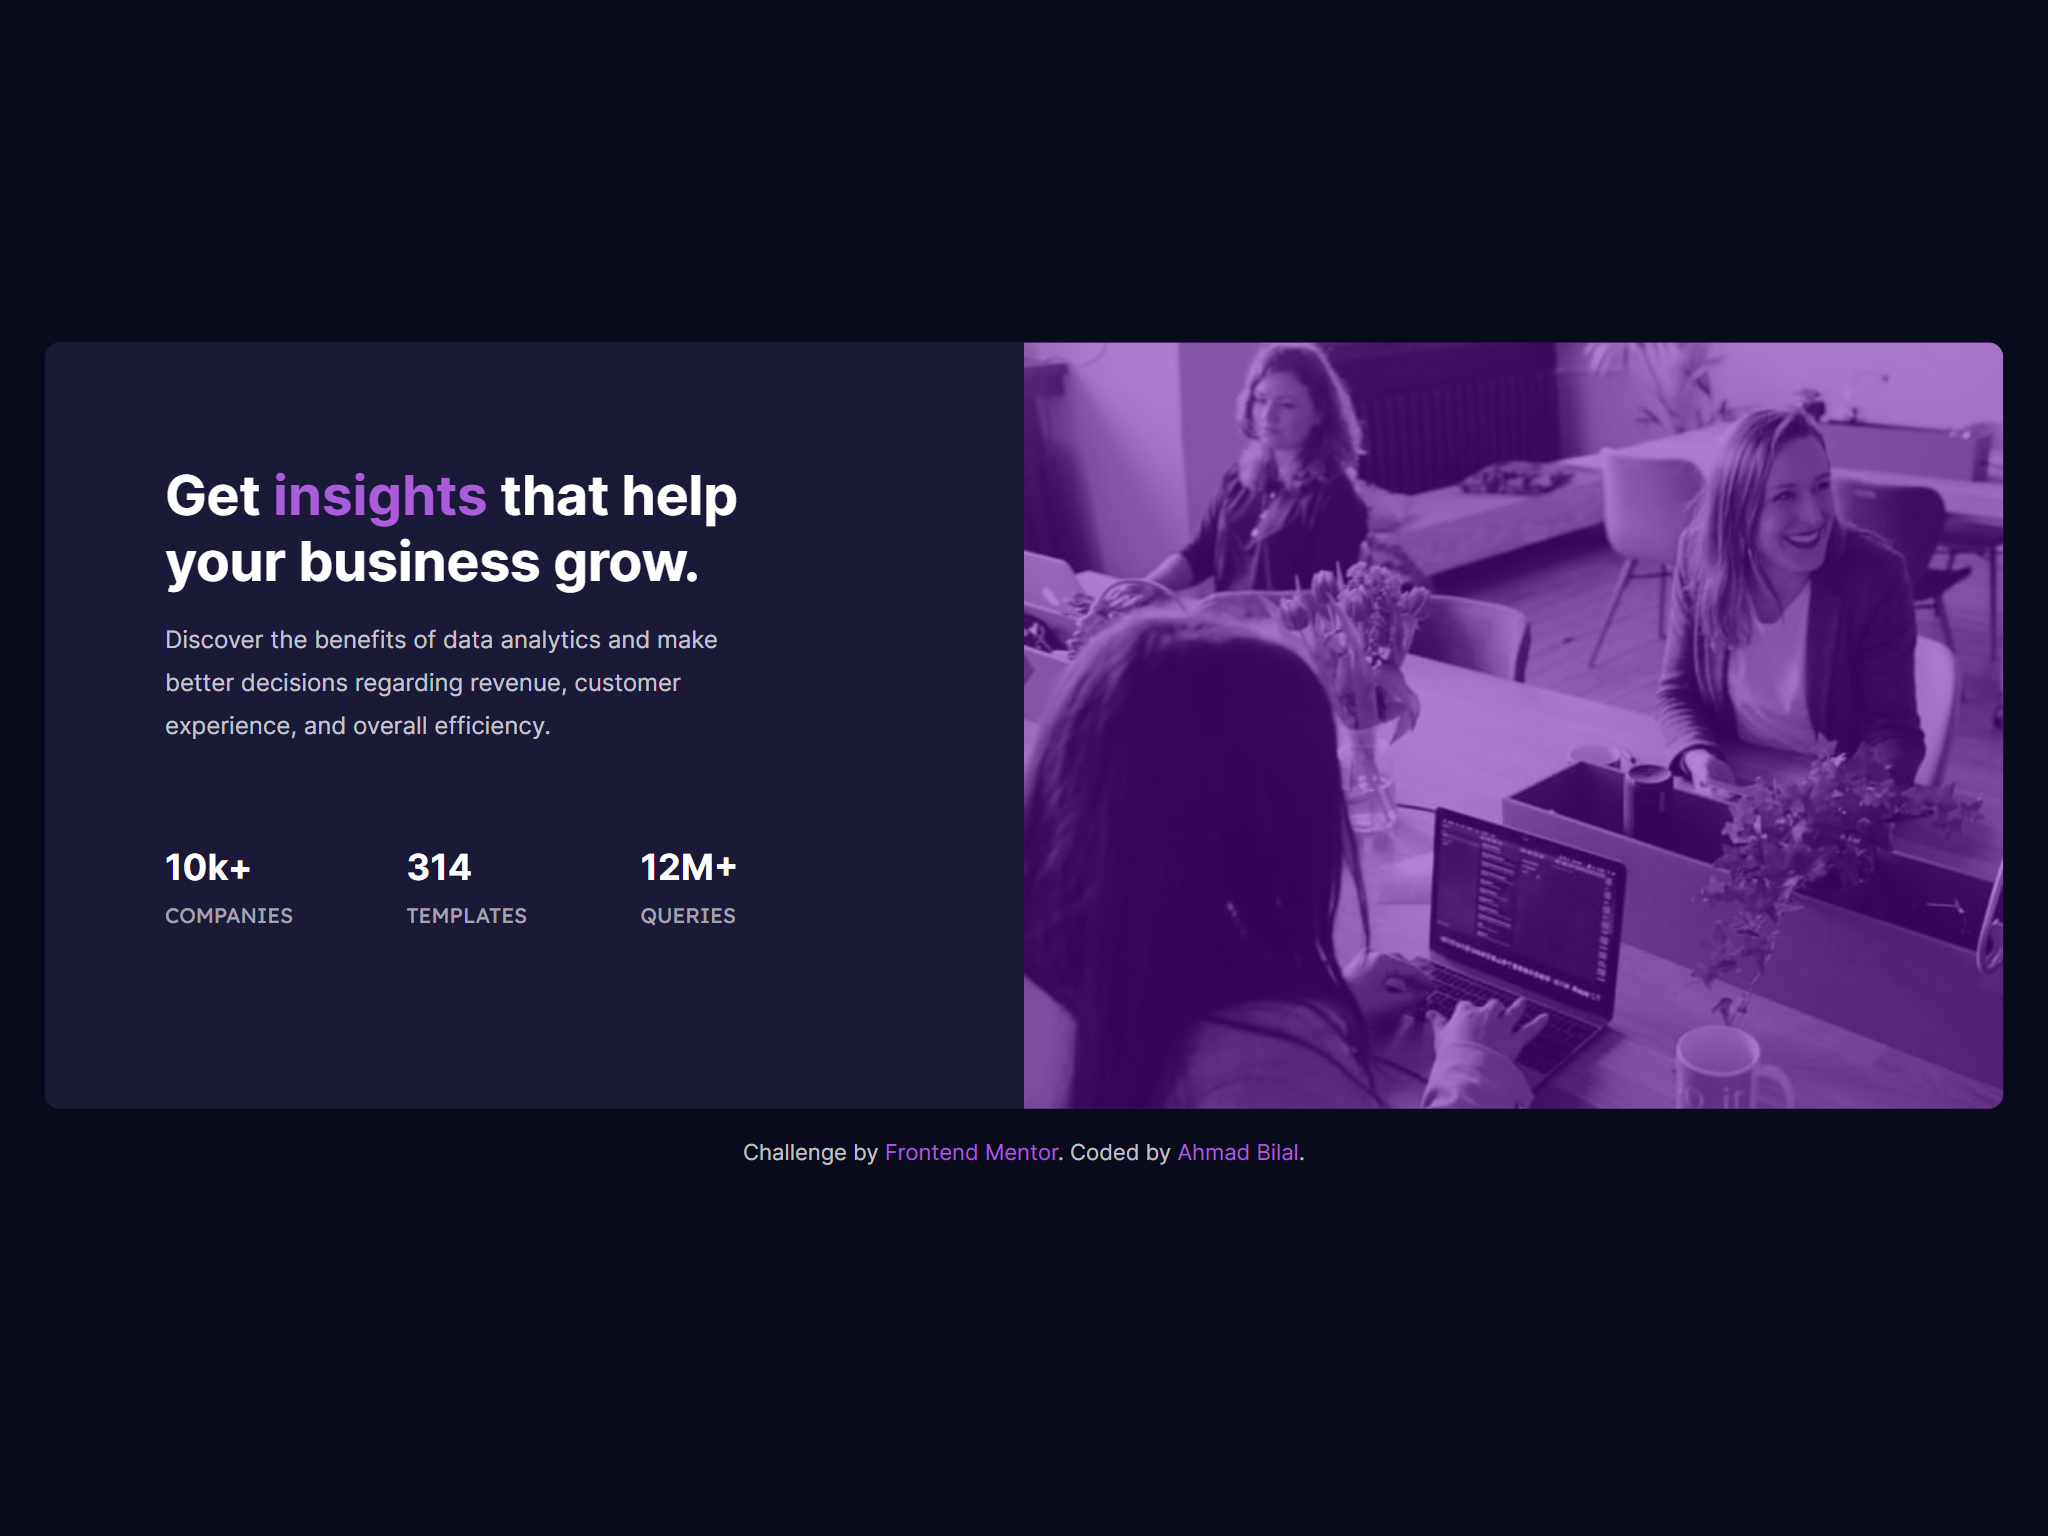 Get insights that help
your business grow.
Discover the benefits of data analytics and make
better decisions regarding revenue, customer
experience, and overall efficiency.
10k+
COMPANIES
314
TEMPLATES
12M+
QUERIES
Challenge by Frontend Mentor. Coded by Ahmad Bilal.